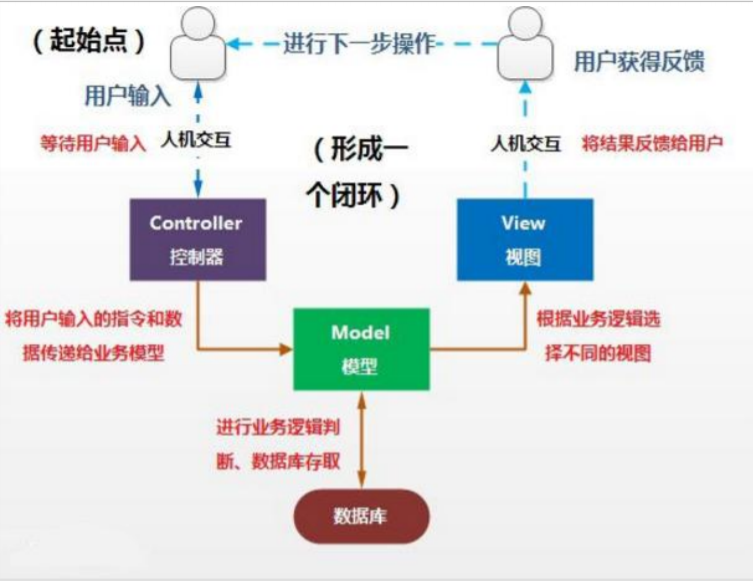 （起始点）
进行下一步操作
用户获得反馈
用户输入
等待用户输入
人机交互
（形成一
个闭环）
人机交互
将结果反馈给用户
Controller
控制器
View
视图
将用户输入的指令和数
据传递给业务模型
Model
模型
根据业务逻辑选
择不同的视图
进行业务逻辑判
断、数据库存取
数据库